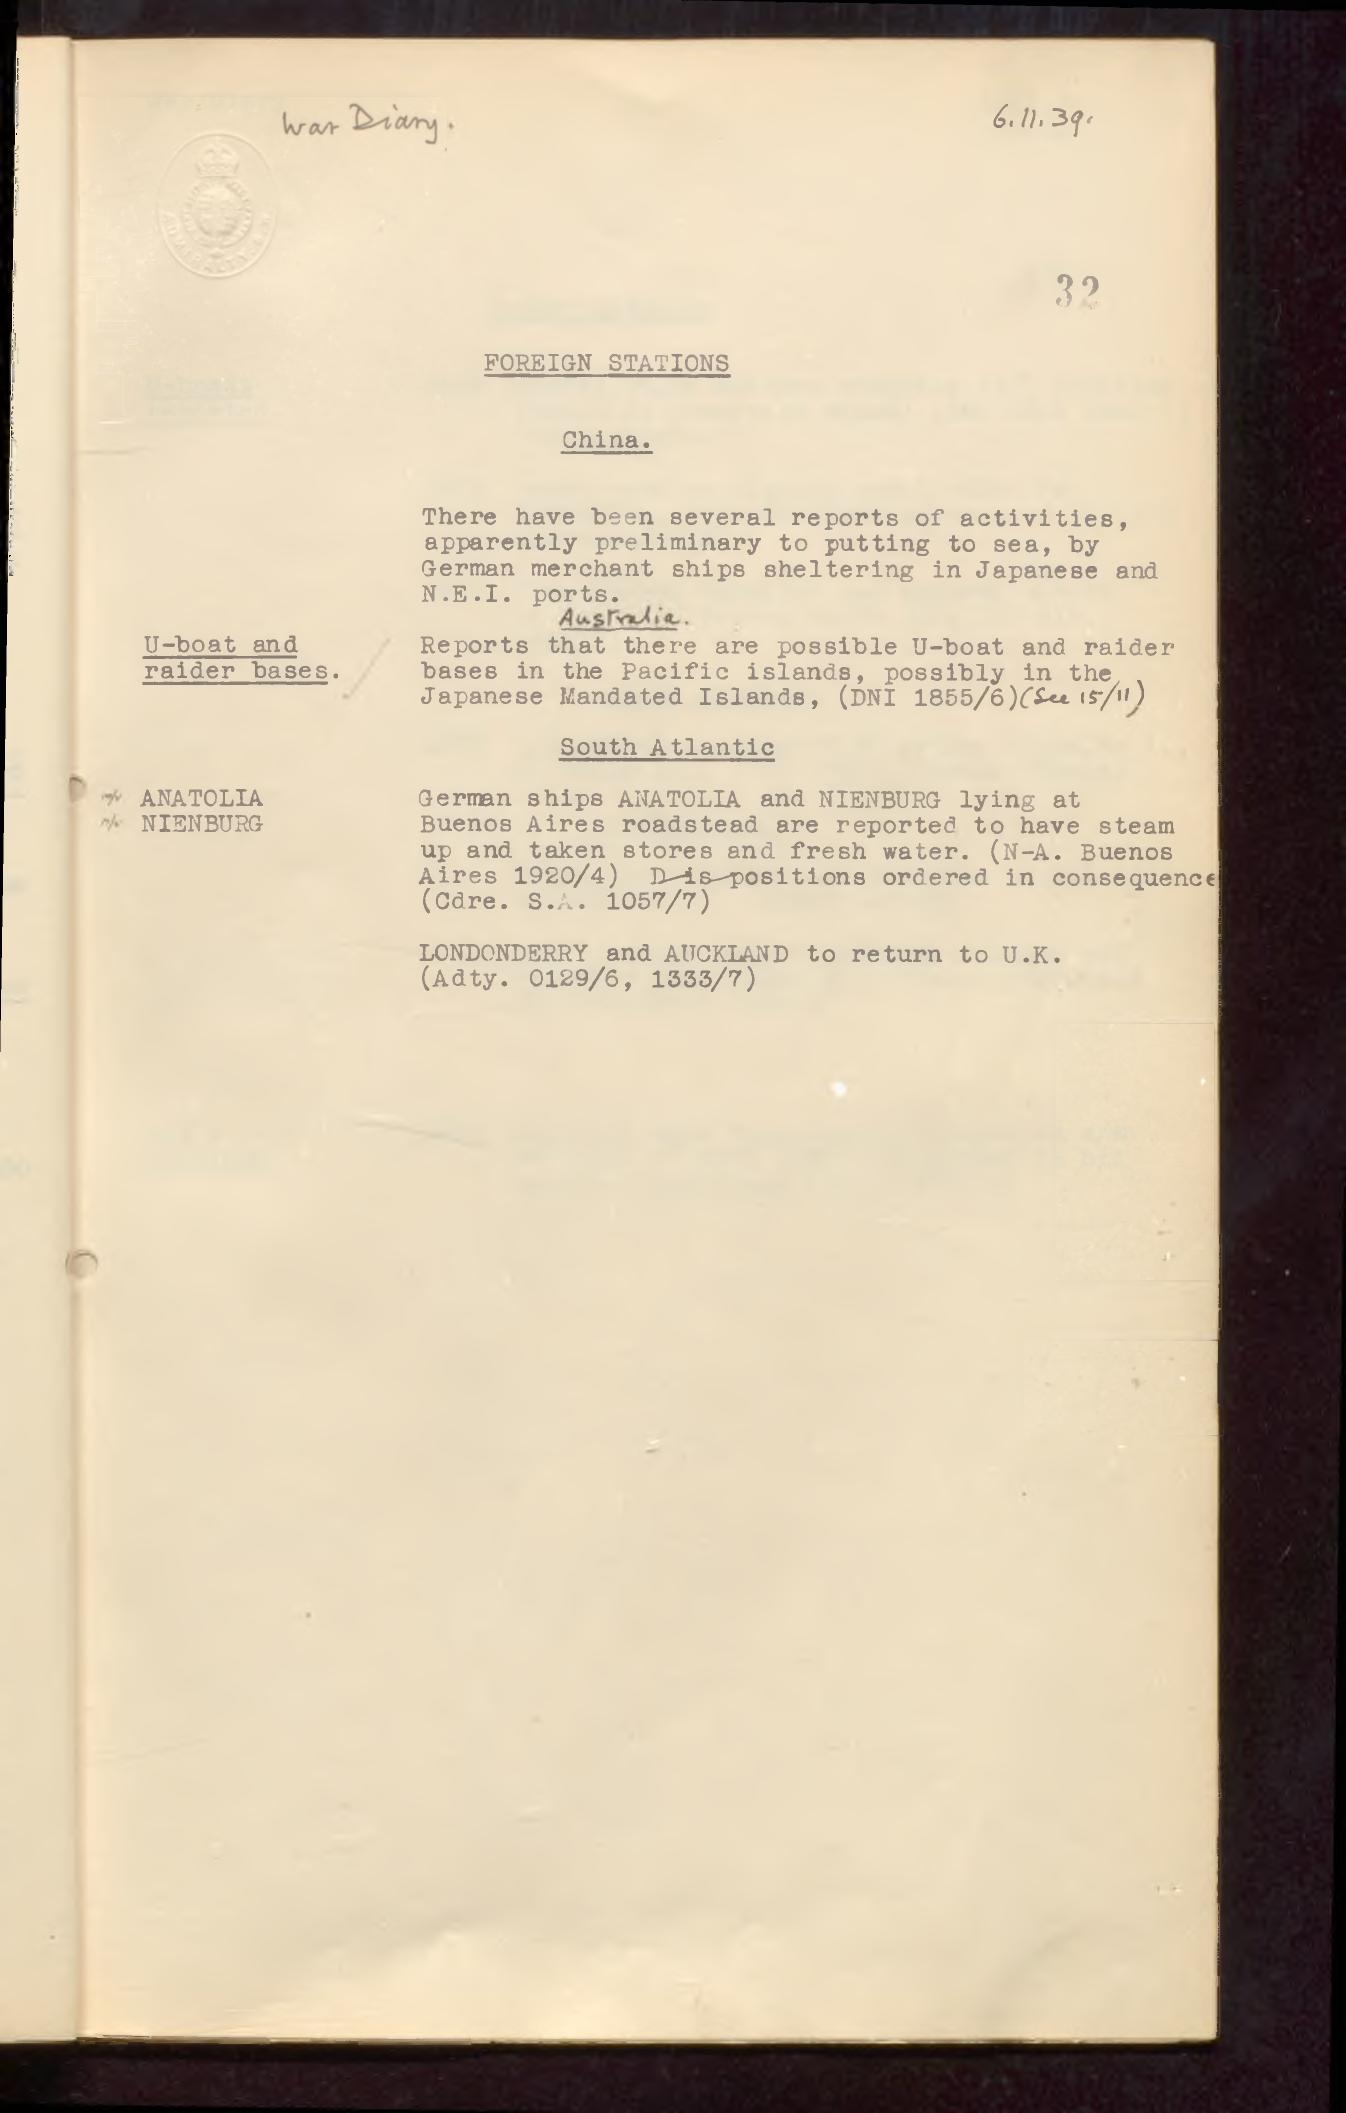 War Diary.
6.11.39.
ADMIRALTY S.W.
32
FOREIGN STATIONS
China.
There have been several reports of activities,
apparently preliminary to putting to sea, by
German merchant ships sheltering in Japanese and
N.E.I. ports.
Australia.
U-boat and
raider bases.
Reports that there are possible U-boat and raider
bases in the Pacific islands, possibly in the
Japanese Mandated Islands, (DNI 1855/6)(See 15/11)
South Atlantic
ANATOLIA
NIENBURG
German ships ANATOLIA and NIENBURG lying at
Buenos Aires roadstead are reported to have steam
up and taken stores and fresh water. (N-A. Buenos
Aires 1920/4) Dis positions ordered in consequence
(Cdre. S.A. 1057/7)
LONDONDERRY and AUCKLAND to return to U.K.
(Adty. 0129/6, 1333/7)